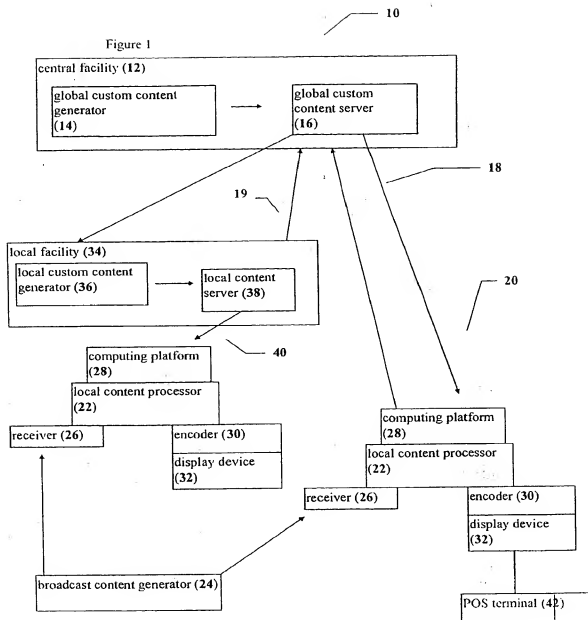 10
Figure 1
central facility (12)
global custom content
generator
(14)
global custom
content server
(16)
18
19
local facility (34)
local custom content
generator (36)
local content
server (38)
20
40
computing platform
(28)
local content processor
(22)
receiver (26)
encoder (30)
display device
(32)
computing platform
(28)
local content processor
(22)
receiver (26)
encoder (30)
display device
(32)
broadcast content generator (24)
POS terminal (42)